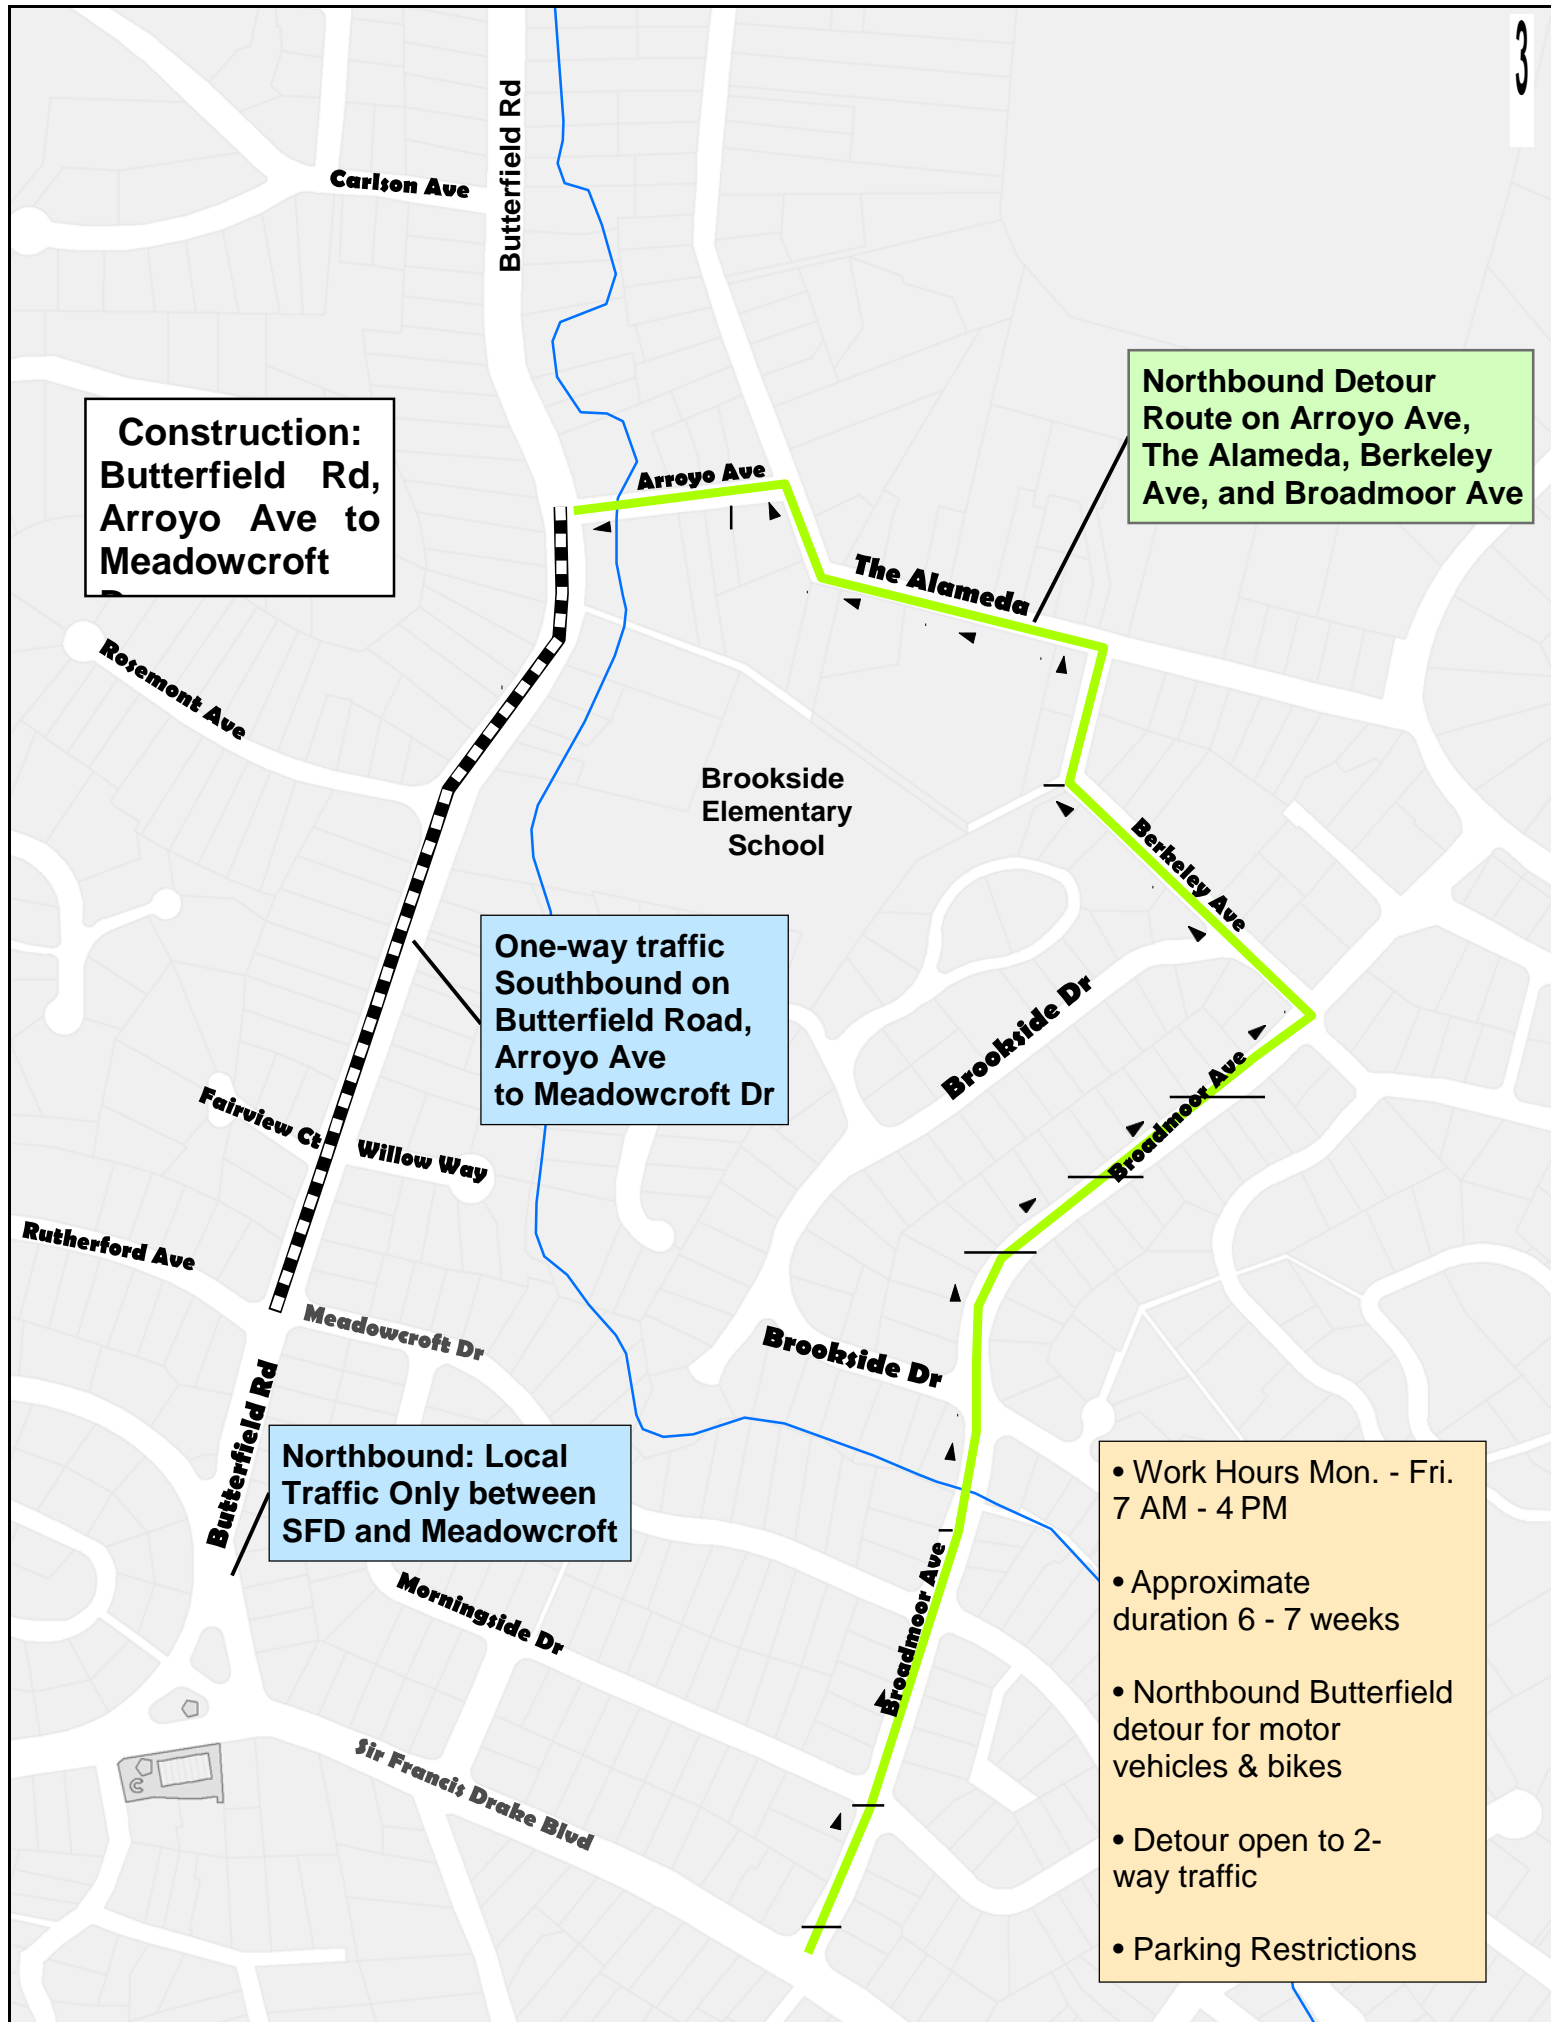 3
Butterfield Rd
Carlson Ave
Northbound Detour
Route on Arroyo Ave,
The Alameda, Berkeley
Ave, and Broadmoor Ave
Construction:
Butterfield Rd,
Arroyo Ave to
Meadowcroft
Arroyo Ave
The Alameda
Rosemont Ave
Brookside
Elementary
School
Berkeley Ave
One-way traffic
Southbound on
Butterfield Road,
Arroyo Ave
to Meadowcroft Dr
Brookside Dr
Broadmoor Ave
Fairview Ct
Willow Way
Rutherford Ave
Meadowcroft Dr
Brookside Dr
Butterfield Rd
Northbound: Local
Traffic Only between
SFD and Meadowcroft
• Work Hours Mon. - Fri.
7 AM - 4 PM
• Approximate
duration 6 - 7 weeks
• Northbound Butterfield
detour for motor
vehicles & bikes
• Detour open to 2-
way traffic
• Parking Restrictions
Broadmoor Ave
Morningside Dr
Sir Francis Drake Blvd